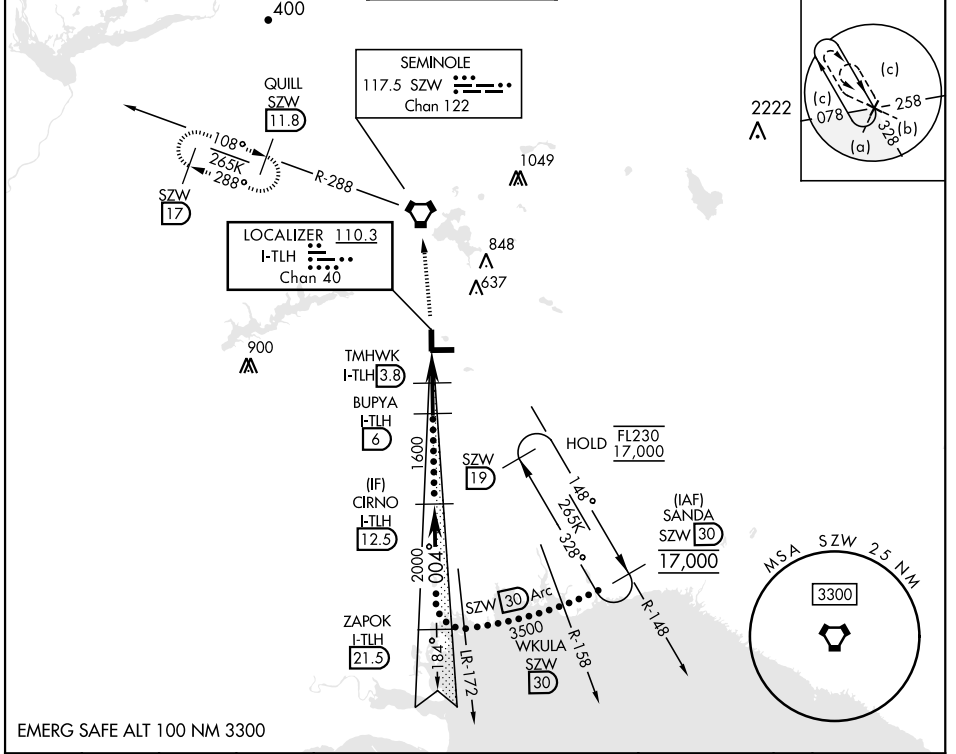 400
SEMINOLE
117.5 SZW
Chan 122
QUILL
SZW
11.8
108°
265K
288°
SZW
17
R-288
2222
(c)
(c)
078
258
328
(b)
(a)
1049
LOCALIZER 110.3
I-TLH
Chan 40
848
637
900
TMHWK
I-TLH 3.8
BUPYA
I-TLH
6
1600
(IF)
CIRNO
I-TLH
12.5
2000
004°
ZAPOK
I-TLH
21.5
184°
SZW
19
HOLD
FL230
17,000
148°
265K
328°
(IAF)
SANDA
SZW 30
17,000
SZW 30 Arc
3500
WKULA
SZW
30
LR-172
R-158
R-148
MSA SZW 25 NM
3300
EMERG SAFE ALT 100 NM 3300